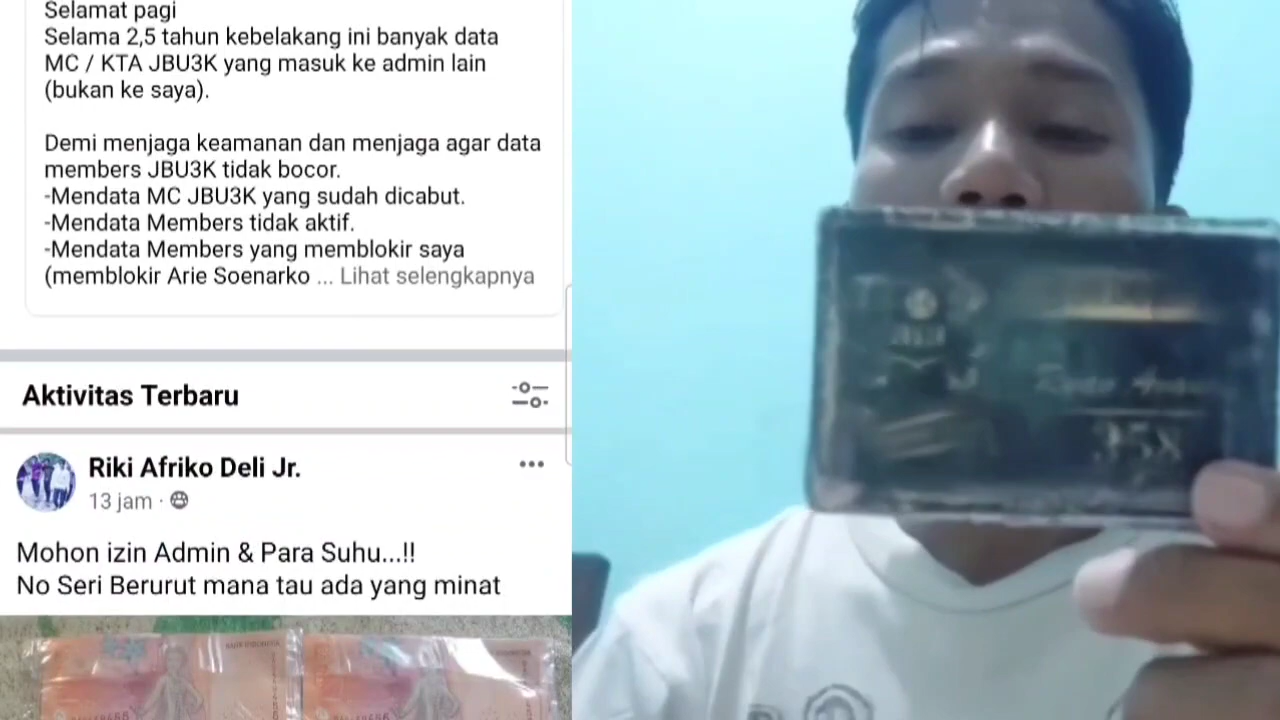 Selamat pagi
Selama 2,5 tahun kebelakang ini banyak data
MC / KTA JBU3K yang masuk ke admin lain
(bukan ke saya).
Demi menjaga keamanan dan menjaga agar data
members JBU3K tidak bocor.
-Mendata MC JBU3K yang sudah dicabut.
-Mendata Members tidak aktif.
-Mendata Members yang memblokir saya
(memblokir Arie Soenarko ... Lihat selengkapnya
Aktivitas Terbaru
Riki Afriko Deli Jr.
13 jam ·
Mohon izin Admin & Para Suhu...!!
No Seri Berurut mana tau ada yang minat